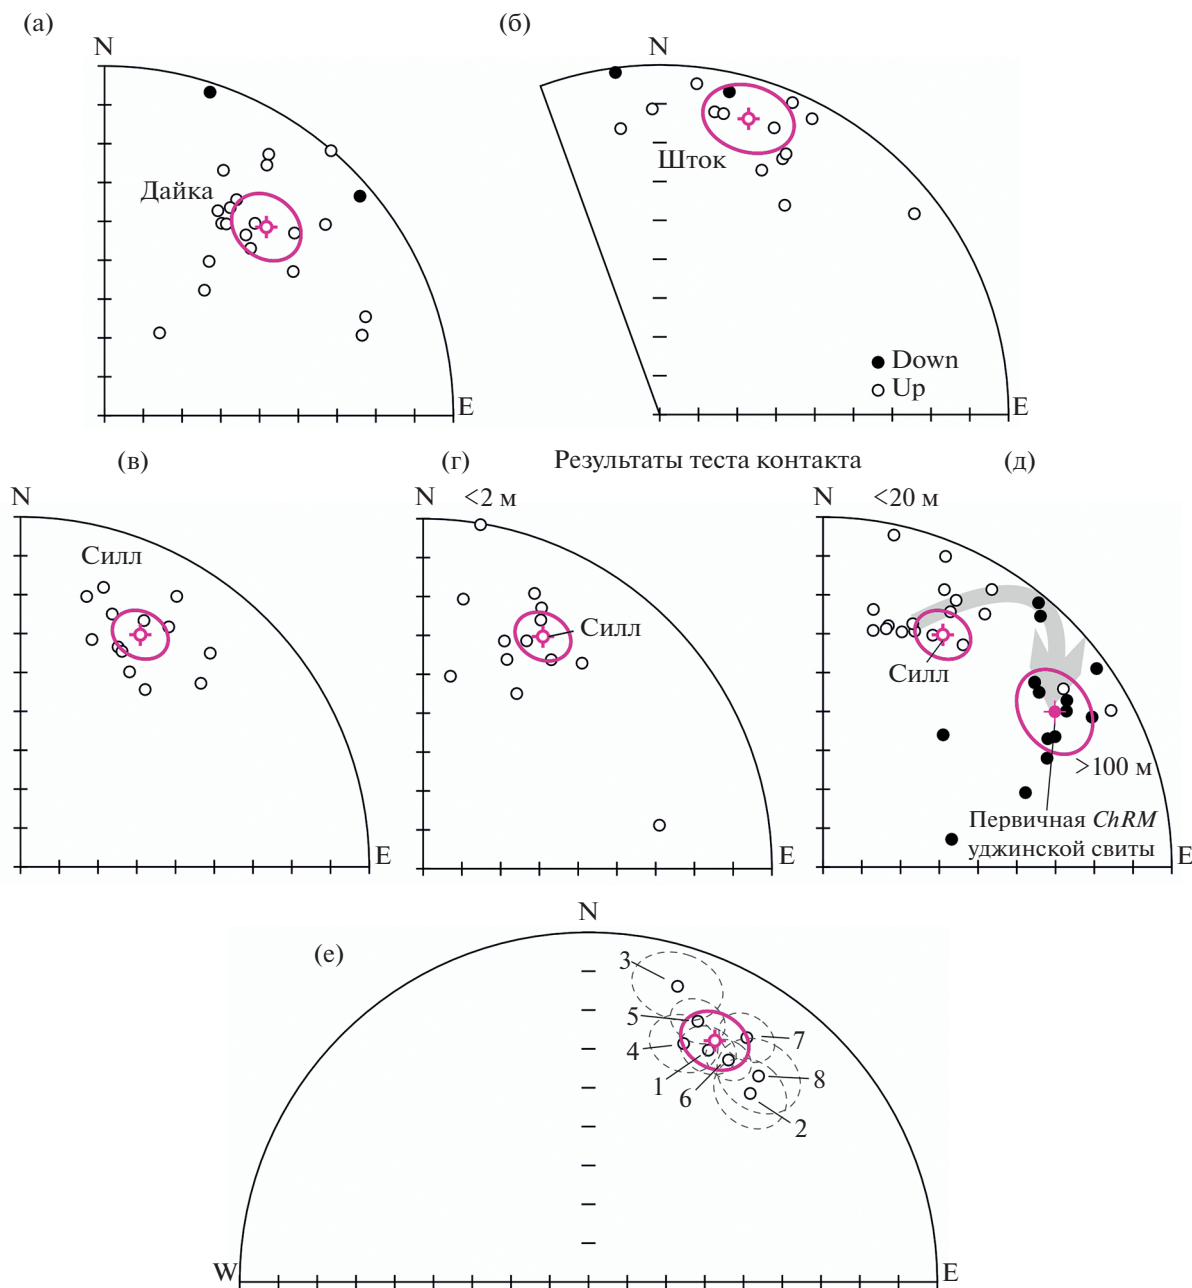 (а)
N
Дайка
E
(б)
N
Шток
Down
Up
E
Результаты теста контакта
(в)
N
Силл
E
(г)
N <2 м
Силл
E
(д)
N <20 м
Силл
>100 м
Первичная ChRM
уджинской свиты
E
(е)
N
3
5
4
1
6
7
8
2
W
E